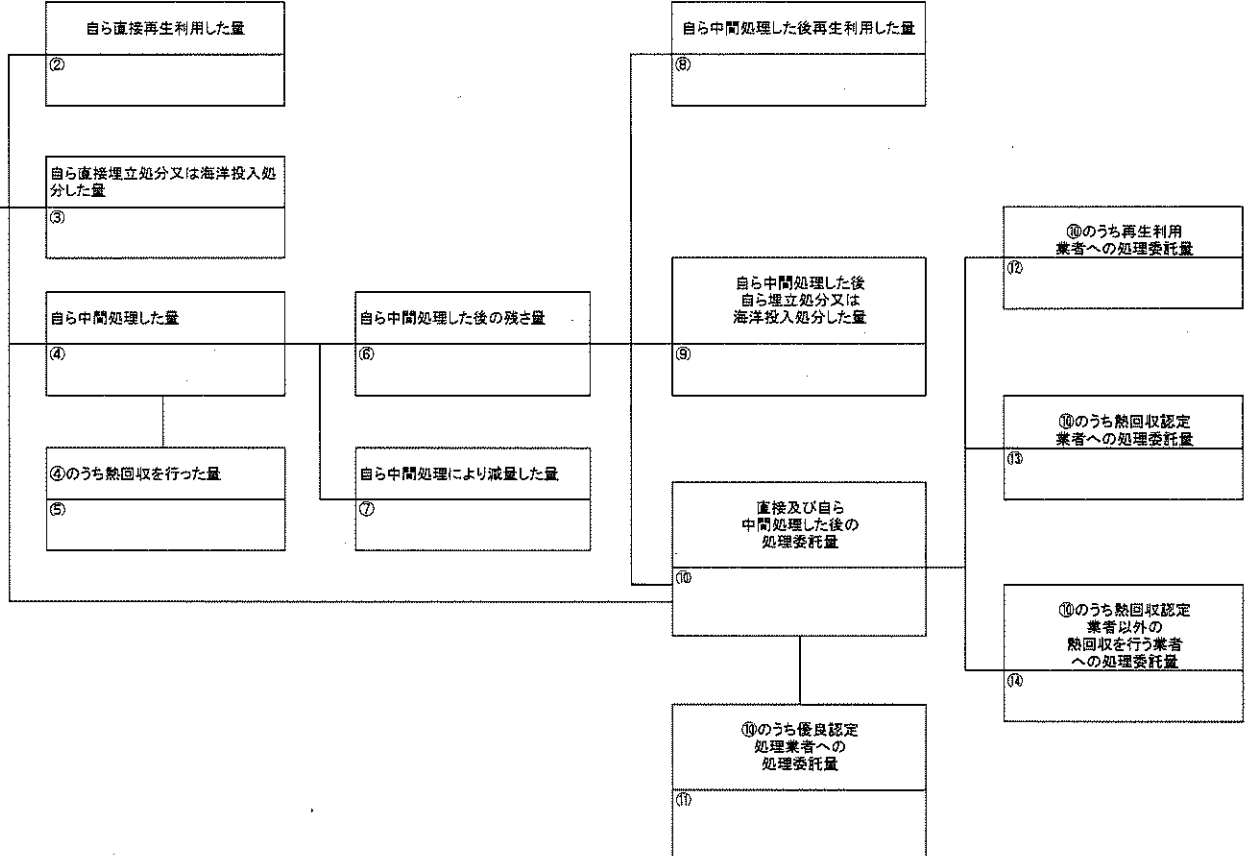 自ら直接再生利用した量
②
自ら中間処理した後再生利用した量
⑧
自ら直接埋立処分又は海洋投入処
分した量
③
⑩のうち再生利用
業者への処理委託量
⑫
自ら中間処理した量
④
自ら中間処理した後の残さ量
⑥
自ら中間処理した後
自ら埋立処分又は
海洋投入処分した量
⑨
⑩のうち熱回収認定
業者への処理委託量
⑬
④のうち熱回収を行った量
⑤
自ら中間処理により減量した量
⑦
直接及び自ら
中間処理した後の
処理委託量
⑩
⑩のうち熱回収認定
業者以外の
熱回収を行う業者
への処理委託量
⑭
⑩のうち優良認定
処理業者への
処理委託量
⑪